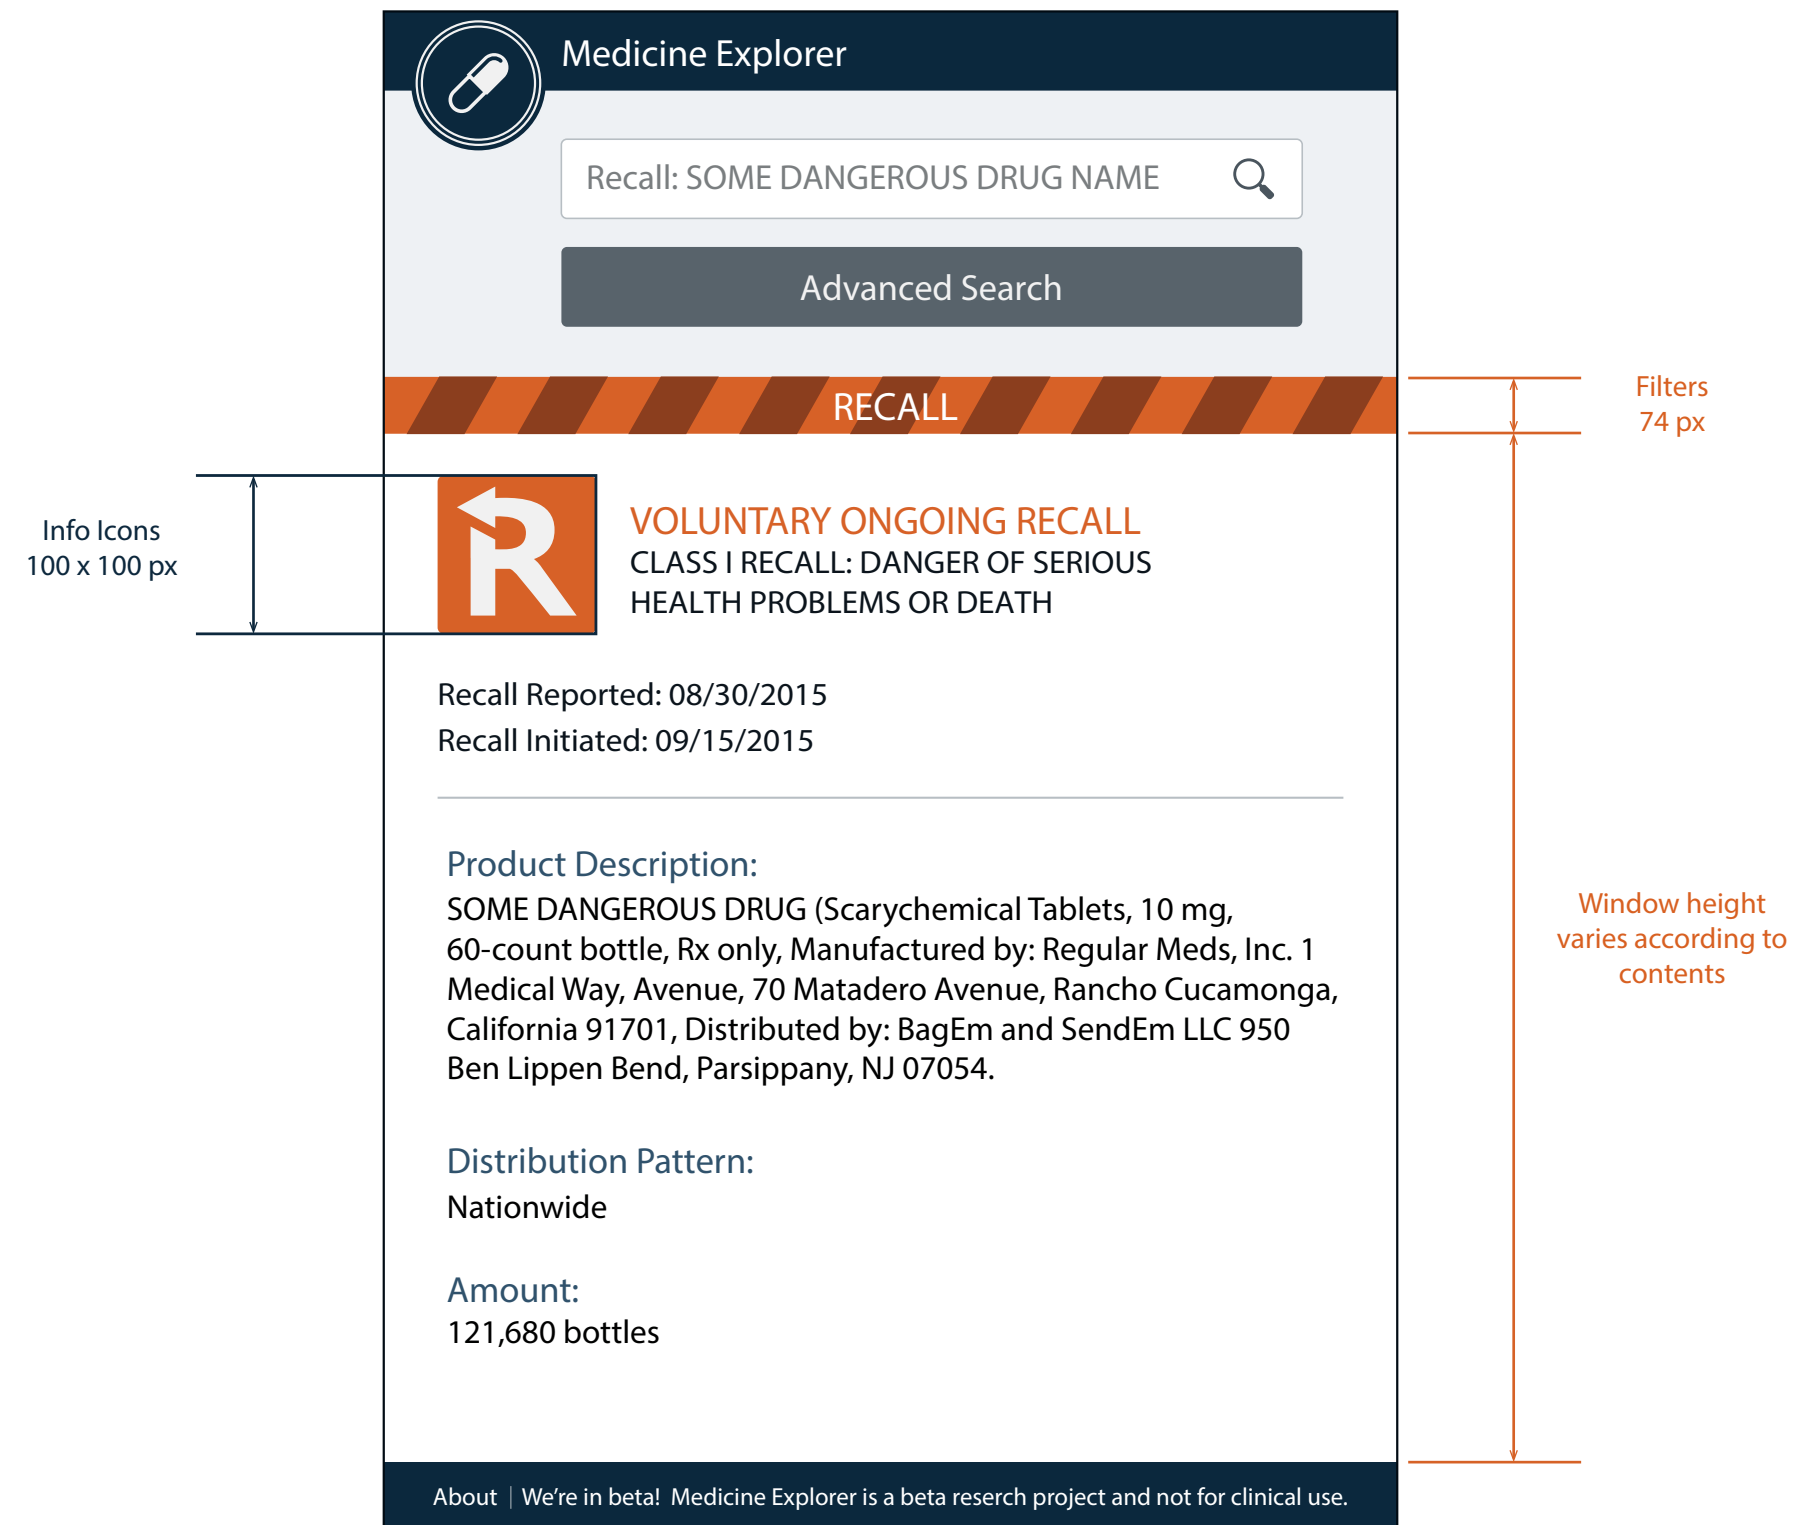 Medicine Explorer
Recall: SOME DANGEROUS DRUG NAME
Advanced Search
RECALL
Filters
74 px
Info Icons
100 x 100 px
R
VOLUNTARY ONGOING RECALL
CLASS I RECALL: DANGER OF SERIOUS
HEALTH PROBLEMS OR DEATH
Recall Reported: 08/30/2015
Recall Initiated: 09/15/2015
Product Description:
SOME DANGEROUS DRUG (Scarychemical Tablets, 10 mg,
60-count bottle, Rx only, Manufactured by: Regular Meds, Inc. 1
Medical Way, Avenue, 70 Matadero Avenue, Rancho Cucamonga,
California 91701, Distributed by: BagEm and SendEm LLC 950
Ben Lippen Bend, Parsippany, NJ 07054.
Window height
varies according to
contents
Distribution Pattern:
Nationwide
Amount:
121,680 bottles
About | We're in beta!  Medicine Explorer is a beta reserch project and not for clinical use.